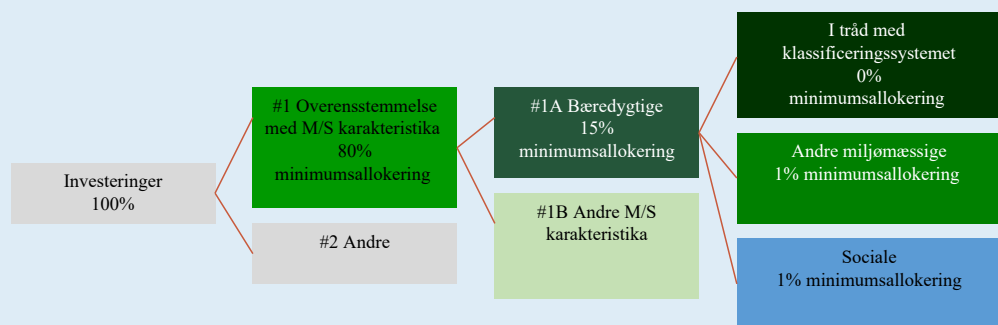 Investeringer
100%
#1 Overensstemmelse
med M/S karakteristika
80%
minimumsallokering
#2 Andre
#1A Bæredygtige
15%
minimumsallokering
#1B Andre M/S
karakteristika
I tråd med
klassificeringssystemet
0%
minimumsallokering
Andre miljømæssige
1% minimumsallokering
Sociale
1% minimumsallokering